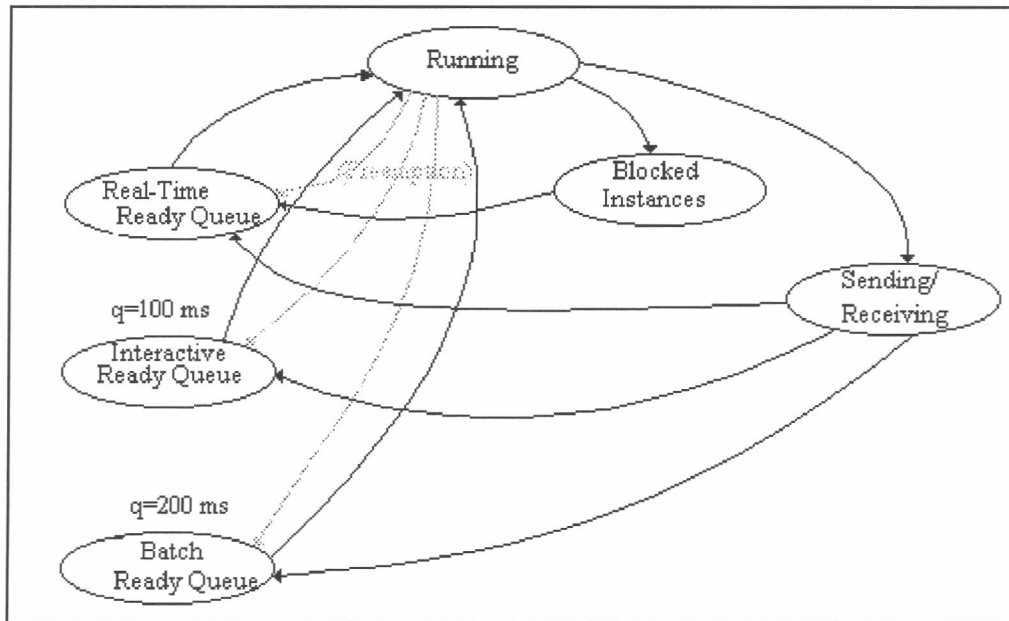 Running
(Preemption)
Real-Time
Ready Queue
Blocked
Instances
Sending/
Receiving
q=100 ms
Interactive
Ready Queue
q=200 ms
Batch
Ready Queue